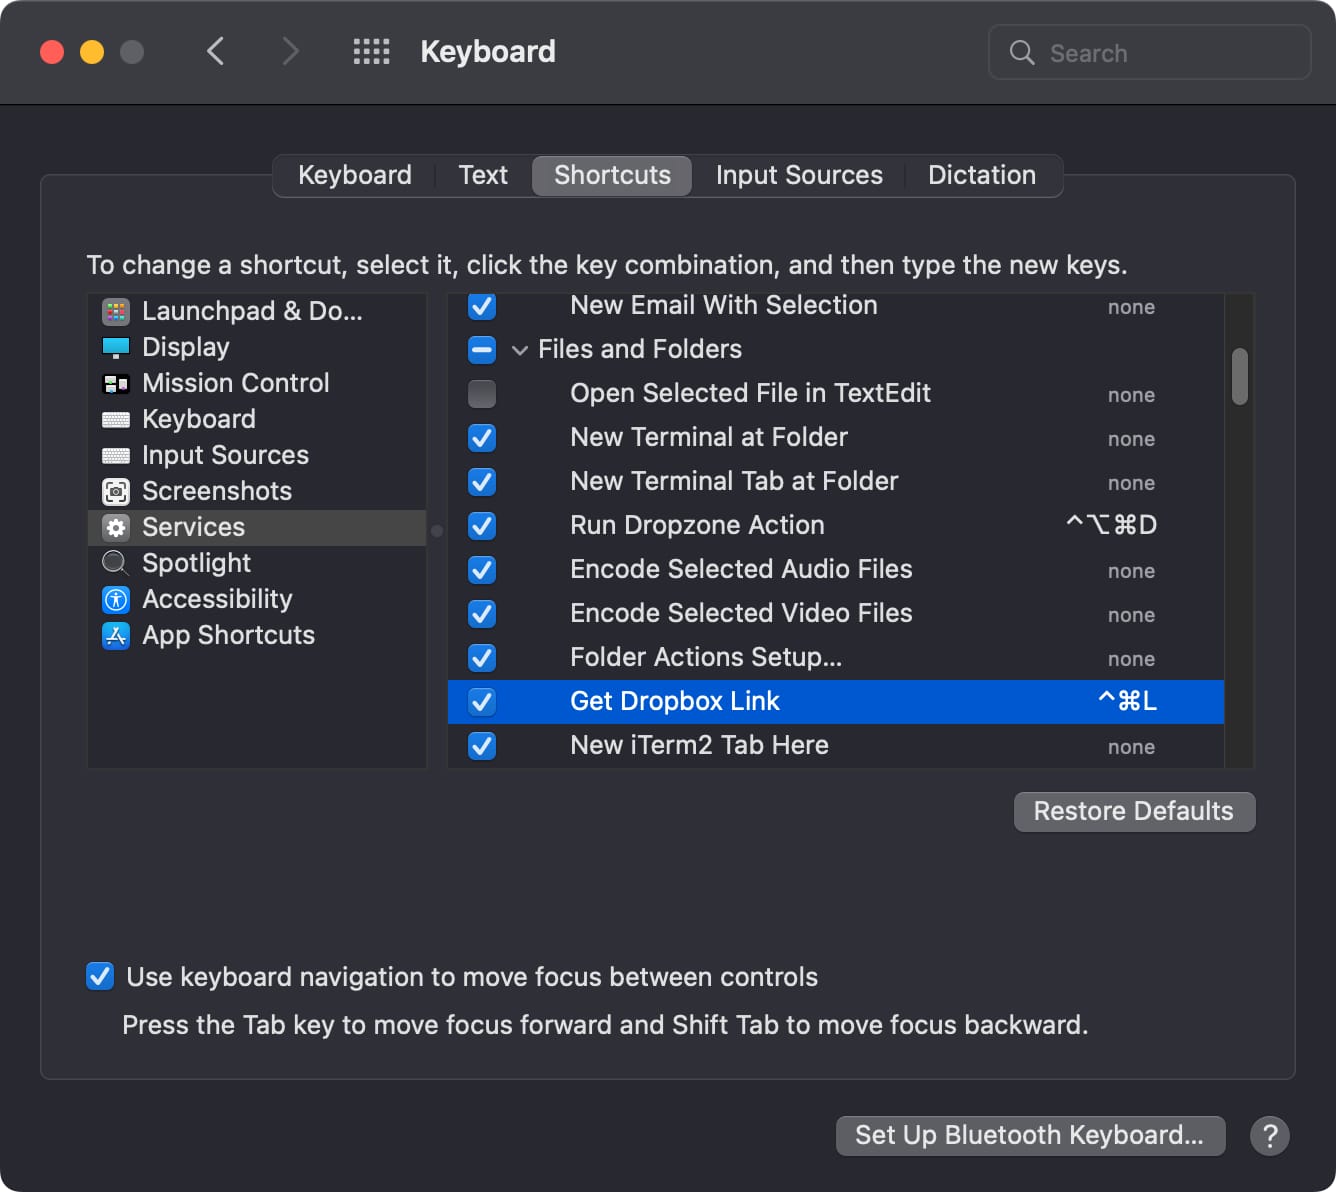 Keyboard
Search
Keyboard Text Shortcuts Input Sources Dictation
To change a shortcut, select it, click the key combination, and then type the new keys.
Launchpad & Do...
Display
Mission Control
Keyboard
Input Sources
Screenshots
Services
Spotlight
Accessibility
App Shortcuts
New Email With Selection none
Files and Folders
Open Selected File in TextEdit none
New Terminal at Folder none
New Terminal Tab at Folder none
Run Dropzone Action ^⌥⌘D
Encode Selected Audio Files none
Encode Selected Video Files none
Folder Actions Setup... none
Get Dropbox Link ^⌘L
New iTerm2 Tab Here none
Restore Defaults
Use keyboard navigation to move focus between controls
Press the Tab key to move focus forward and Shift Tab to move focus backward.
Set Up Bluetooth Keyboard... ?